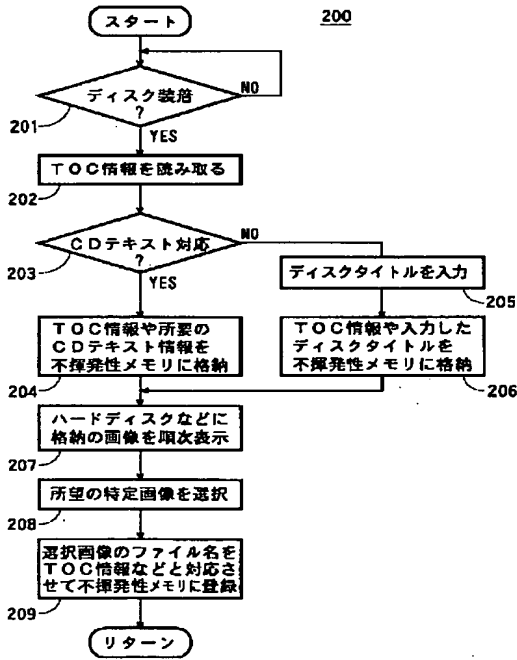 200
スタート
ディスク装着
?
NO
YES
201
TOC情報を読み取る
202
CDテキスト対応
?
NO
YES
203
ディスクタイトルを入力
205
TOC情報や所要の
CDテキスト情報を
不揮発性メモリに格納
204
TOC情報や入力した
ディスクタイトルを
不揮発性メモリに格納
206
ハードディスクなどに
格納の画像を順次表示
207
所望の特定画像を選択
208
選択画像のファイル名を
TOC情報などと対応さ
せて不揮発性メモリに登録
209
リターン